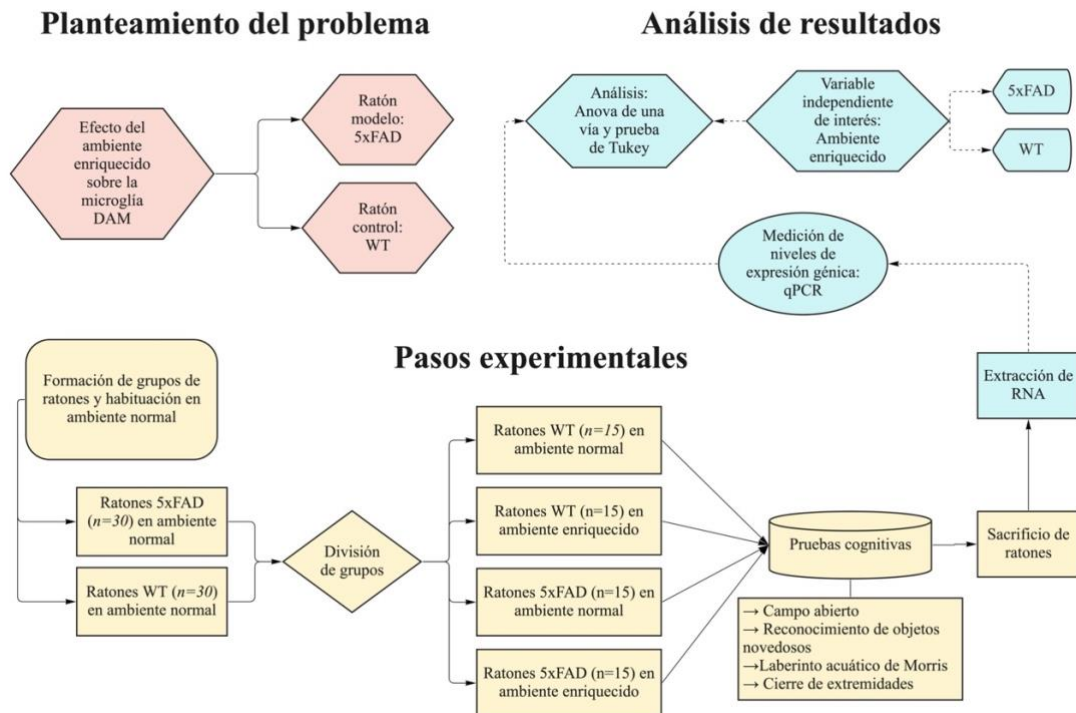 Planteamiento del problema
Efecto del
ambiente
enriquecido
sobre la
microglía
DAM
Ratón
modelo:
5xFAD
Ratón
control:
WT
Análisis de resultados
Análisis:
Anova de una
vía y prueba
de Tukey
Variable
independiente
de interés:
Ambiente
enriquecido
5xFAD
WT
Medición de
niveles de
expresión génica:
qPCR
Extracción de
RNA
Pasos experimentales
Formación de grupos de
ratones y habituación en
ambiente normal
Ratones 5xFAD
(n=30) en ambiente
normal
Ratones WT (n=30)
en ambiente normal
División
de grupos
Ratones WT (n=15) en
ambiente normal
Ratones WT (n=15) en
ambiente enriquecido
Ratones 5xFAD (n=15) en
ambiente normal
Ratones 5xFAD (n=15) en
ambiente enriquecido
Pruebas cognitivas
→ Campo abierto
→ Reconocimiento de objetos
novedosos
→Laberinto acuático de Morris
→ Cierre de extremidades
Sacrificio de
ratones